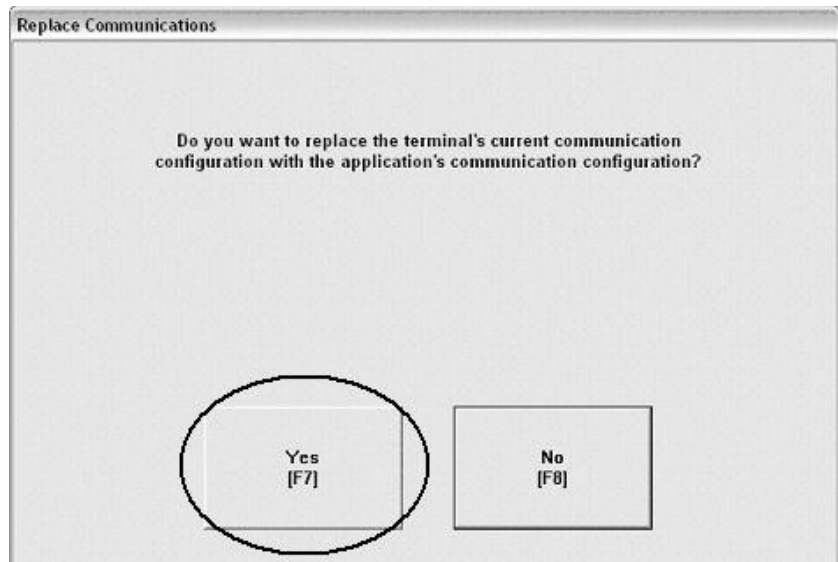 Replace Communications
Do you want to replace the terminal's current communication
configuration with the application's communication configuration?
Yes
[F7]
No
[F8]